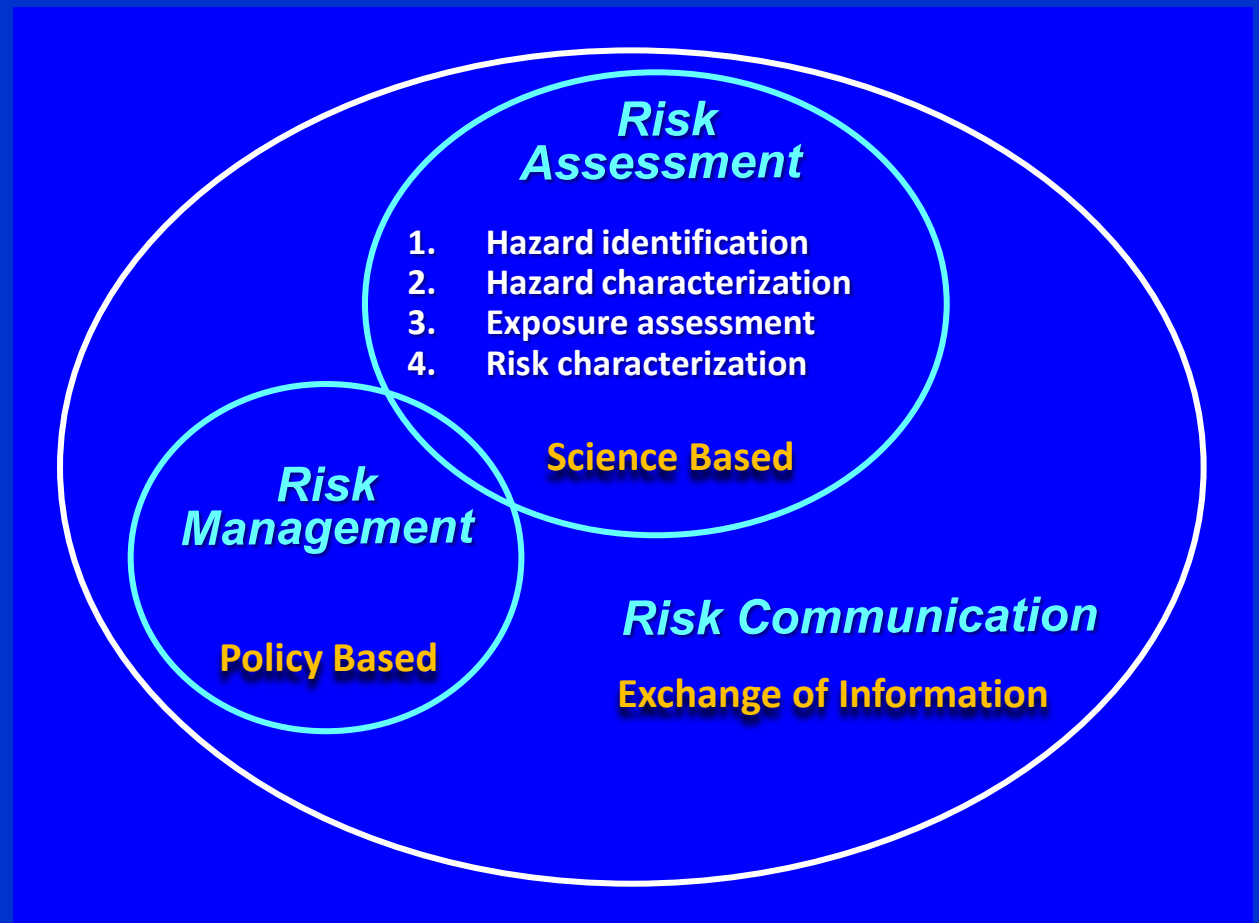 Risk
Assessment
1. Hazard identification
2. Hazard characterization
3. Exposure assessment
4. Risk characterization
Science Based
Risk
Management
Policy Based
Risk Communication
Exchange of Information